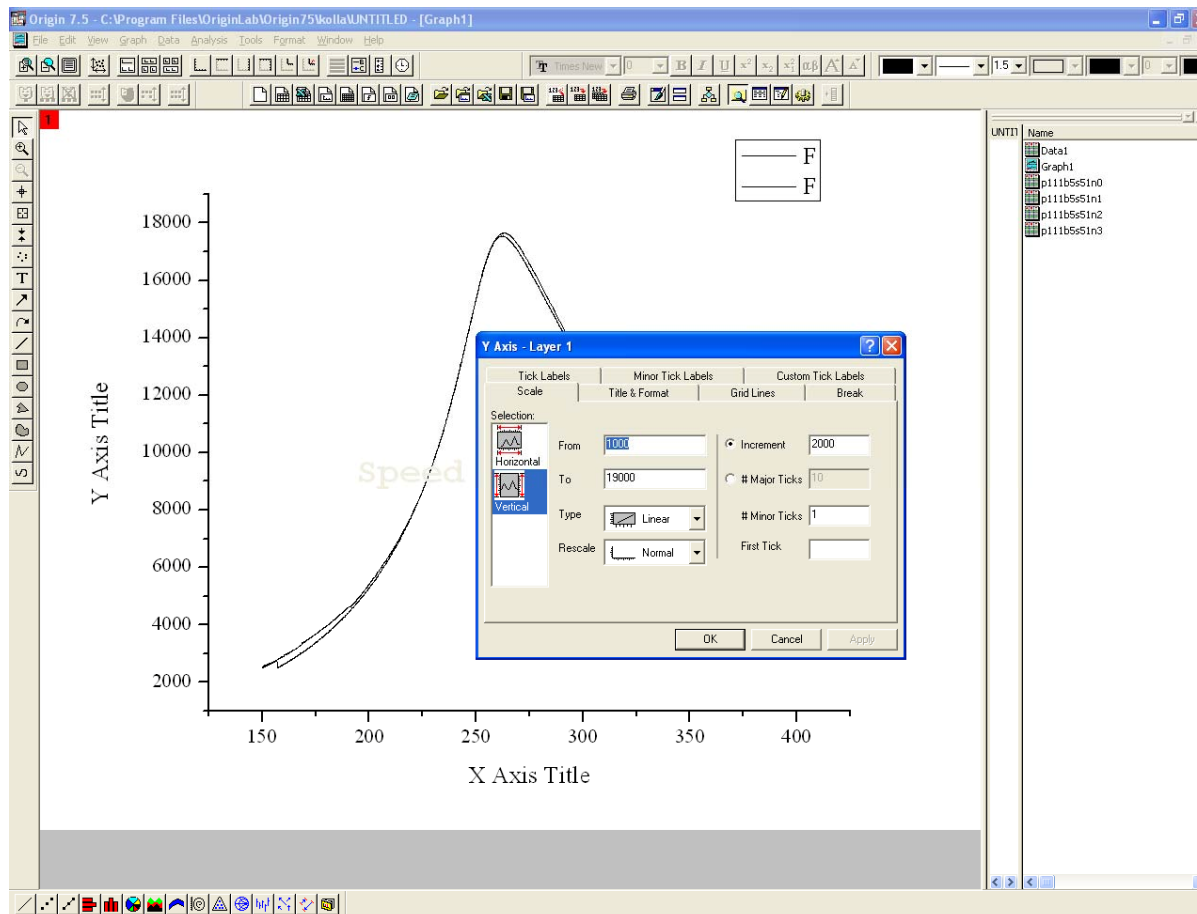 Origin 7.5 - C:\Program Files\OriginLab\Origin75\kolla\UNTITLED - [Graph1]
File Edit View Graph Data Analysis Tools Format Window Help
Times New 0 B I U αβ 1.5 0
1
F
F
18000
16000
14000
12000
10000
8000
6000
4000
2000
Y Axis Title
150 200 250 300 350 400
X Axis Title
Speed
Y Axis - Layer 1
Tick Labels Minor Tick Labels Custom Tick Labels
Scale Title & Format Grid Lines Break
Selection:
Horizontal
Vertical
From 1000
To 19000
Type Linear
Rescale Normal
Increment 2000
# Major Ticks 10
# Minor Ticks 1
First Tick
OK Cancel Apply
Name
Data1
Graph1
p111b5s51n0
p111b5s51n1
p111b5s51n2
p111b5s51n3